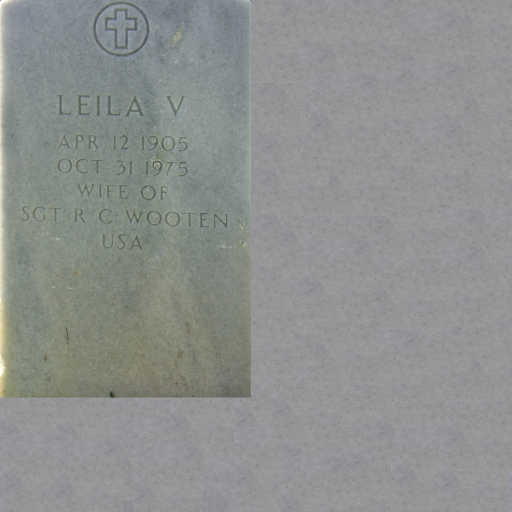 LEILA V
APR 12 1905
OCT 31 1975
WIFE OF
SGT R C WOOTEN
USA